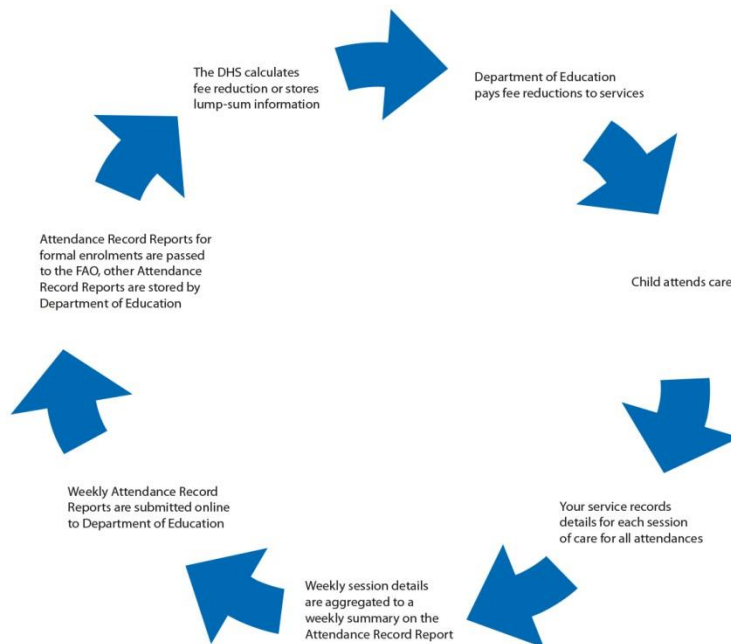 The DHS calculates
fee reduction or stores
lump-sum information
Department of Education
pays fee reductions to services
Child attends care
Your service records
details for each session
of care for all attendances
Weekly session details
are aggregated to a
weekly summary on the
Attendance Record Report
Weekly Attendance Record
Reports are submitted online
to Department of Education
Attendance Record Reports for
formal enrolments are passed
to the FAO, other Attendance
Record Reports are stored by
Department of Education